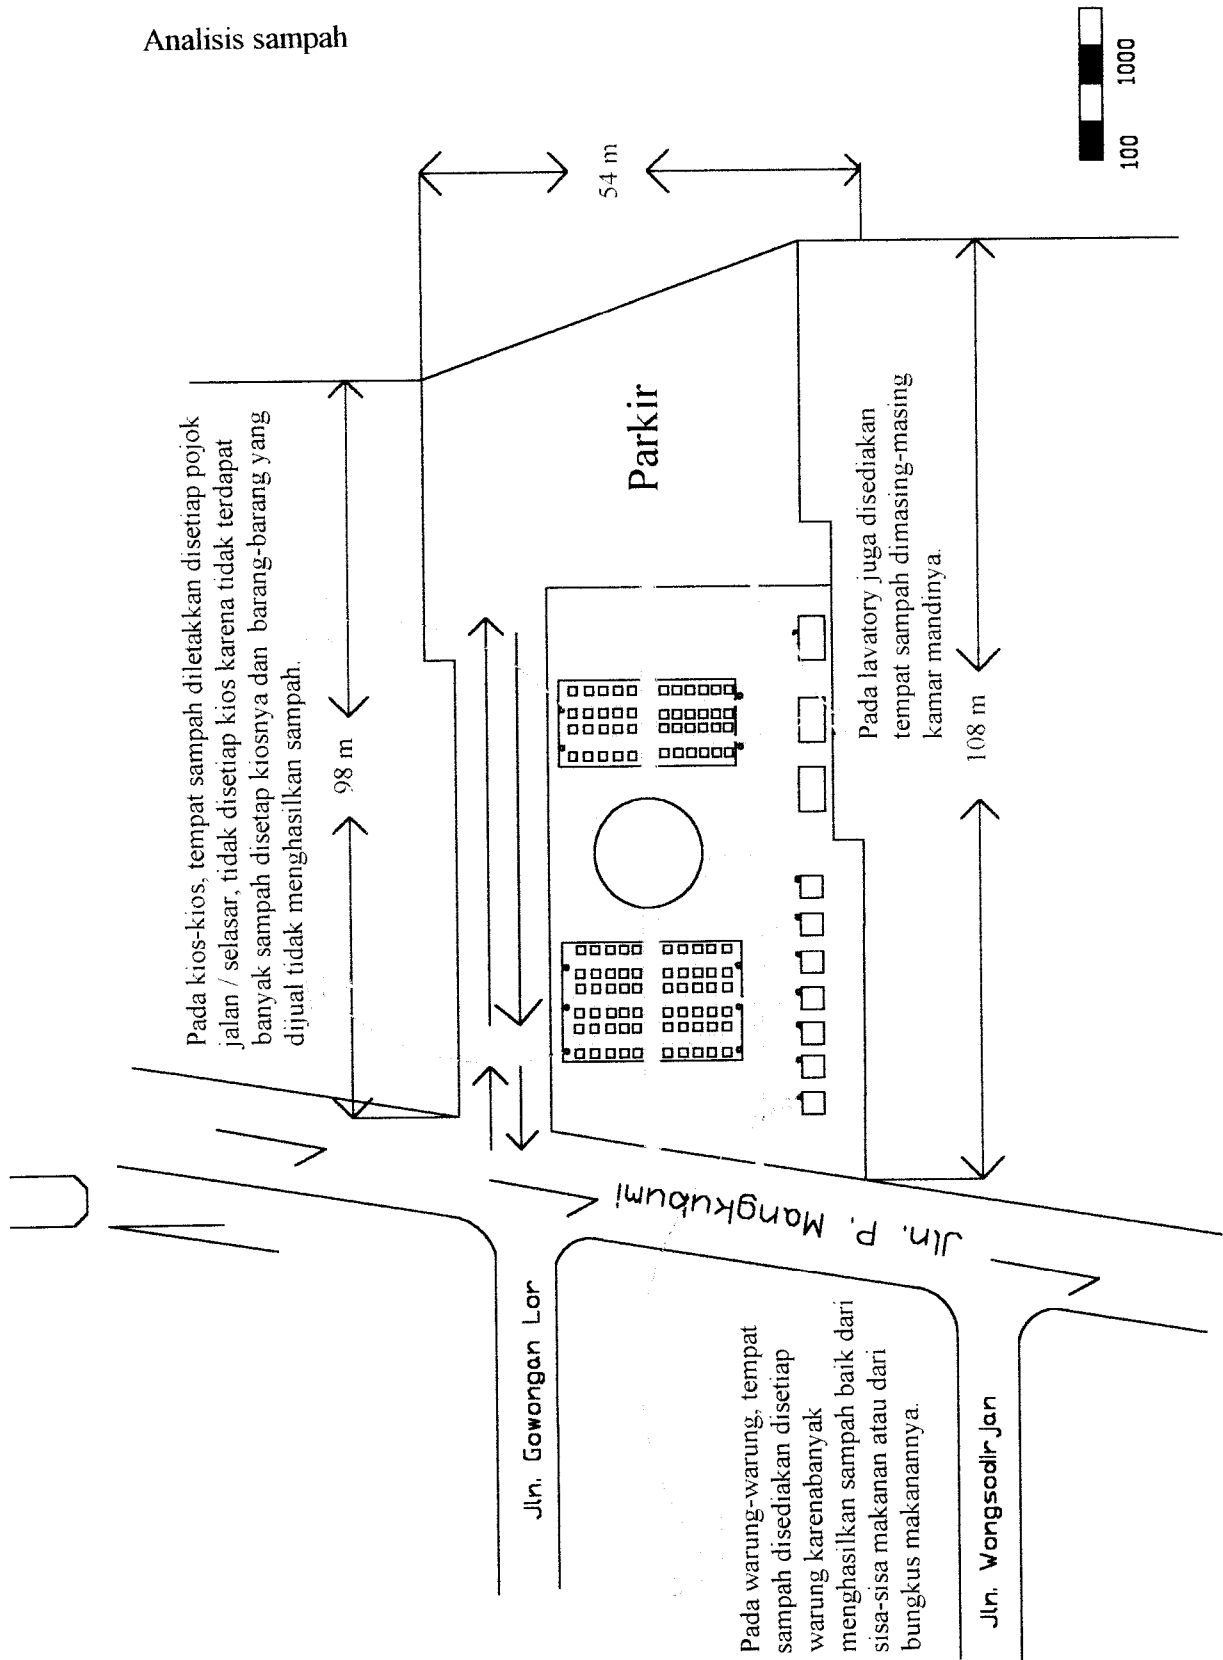 Analisis sampah
100
1000
54 m
Pada kios-kios, tempat sampah diletakkan disetiap pojok
jalan / selasar, tidak disetiap kios karena tidak terdapat
banyak sampah disetap kiosnya dan barang-barang yang
dijual tidak menghasilkan sampah.
98 m
Parkir
Pada lavatory juga disediakan
tempat sampah dimasing-masing
kamar mandinya.
108 m
Jln. P. Mangkubumi
Jln. Gowongan Lor
Pada warung-warung, tempat
sampah disediakan disetiap
warung karenabanyak
menghasilkan sampah baik dari
sisa-sisa makanan atau dari
bungkus makanannya.
Jln. Wongsodirjan